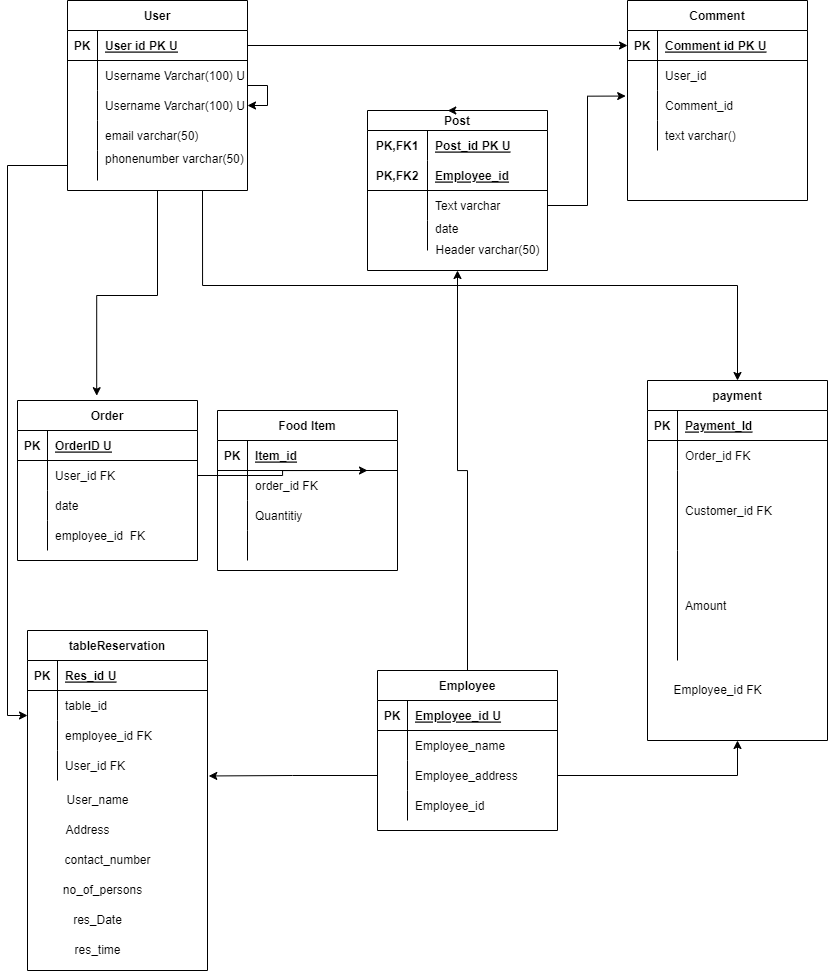 User
PK User id PK U
Username Varchar(100) U
Username Varchar(100) U
email varchar(50)
phonenumber varchar(50)
Comment
PK Comment id PK U
User_id
Comment_id
text varchar()
Post
PK,FK1 Post_id PK U
PK,FK2 Employee_id
Text varchar
date
Header varchar(50)
Order
PK OrderID U
User_id FK
date
employee_id  FK
Food Item
PK Item_id
order_id FK
Quantitiy
payment
PK Payment_Id
Order_id FK
Customer_id FK
Amount
Employee_id FK
tableReservation
PK Res_id U
table_id
employee_id FK
User_id FK
User_name
Address
contact_number
no_of_persons
res_Date
res_time
Employee
PK Employee_id U
Employee_name
Employee_address
Employee_id